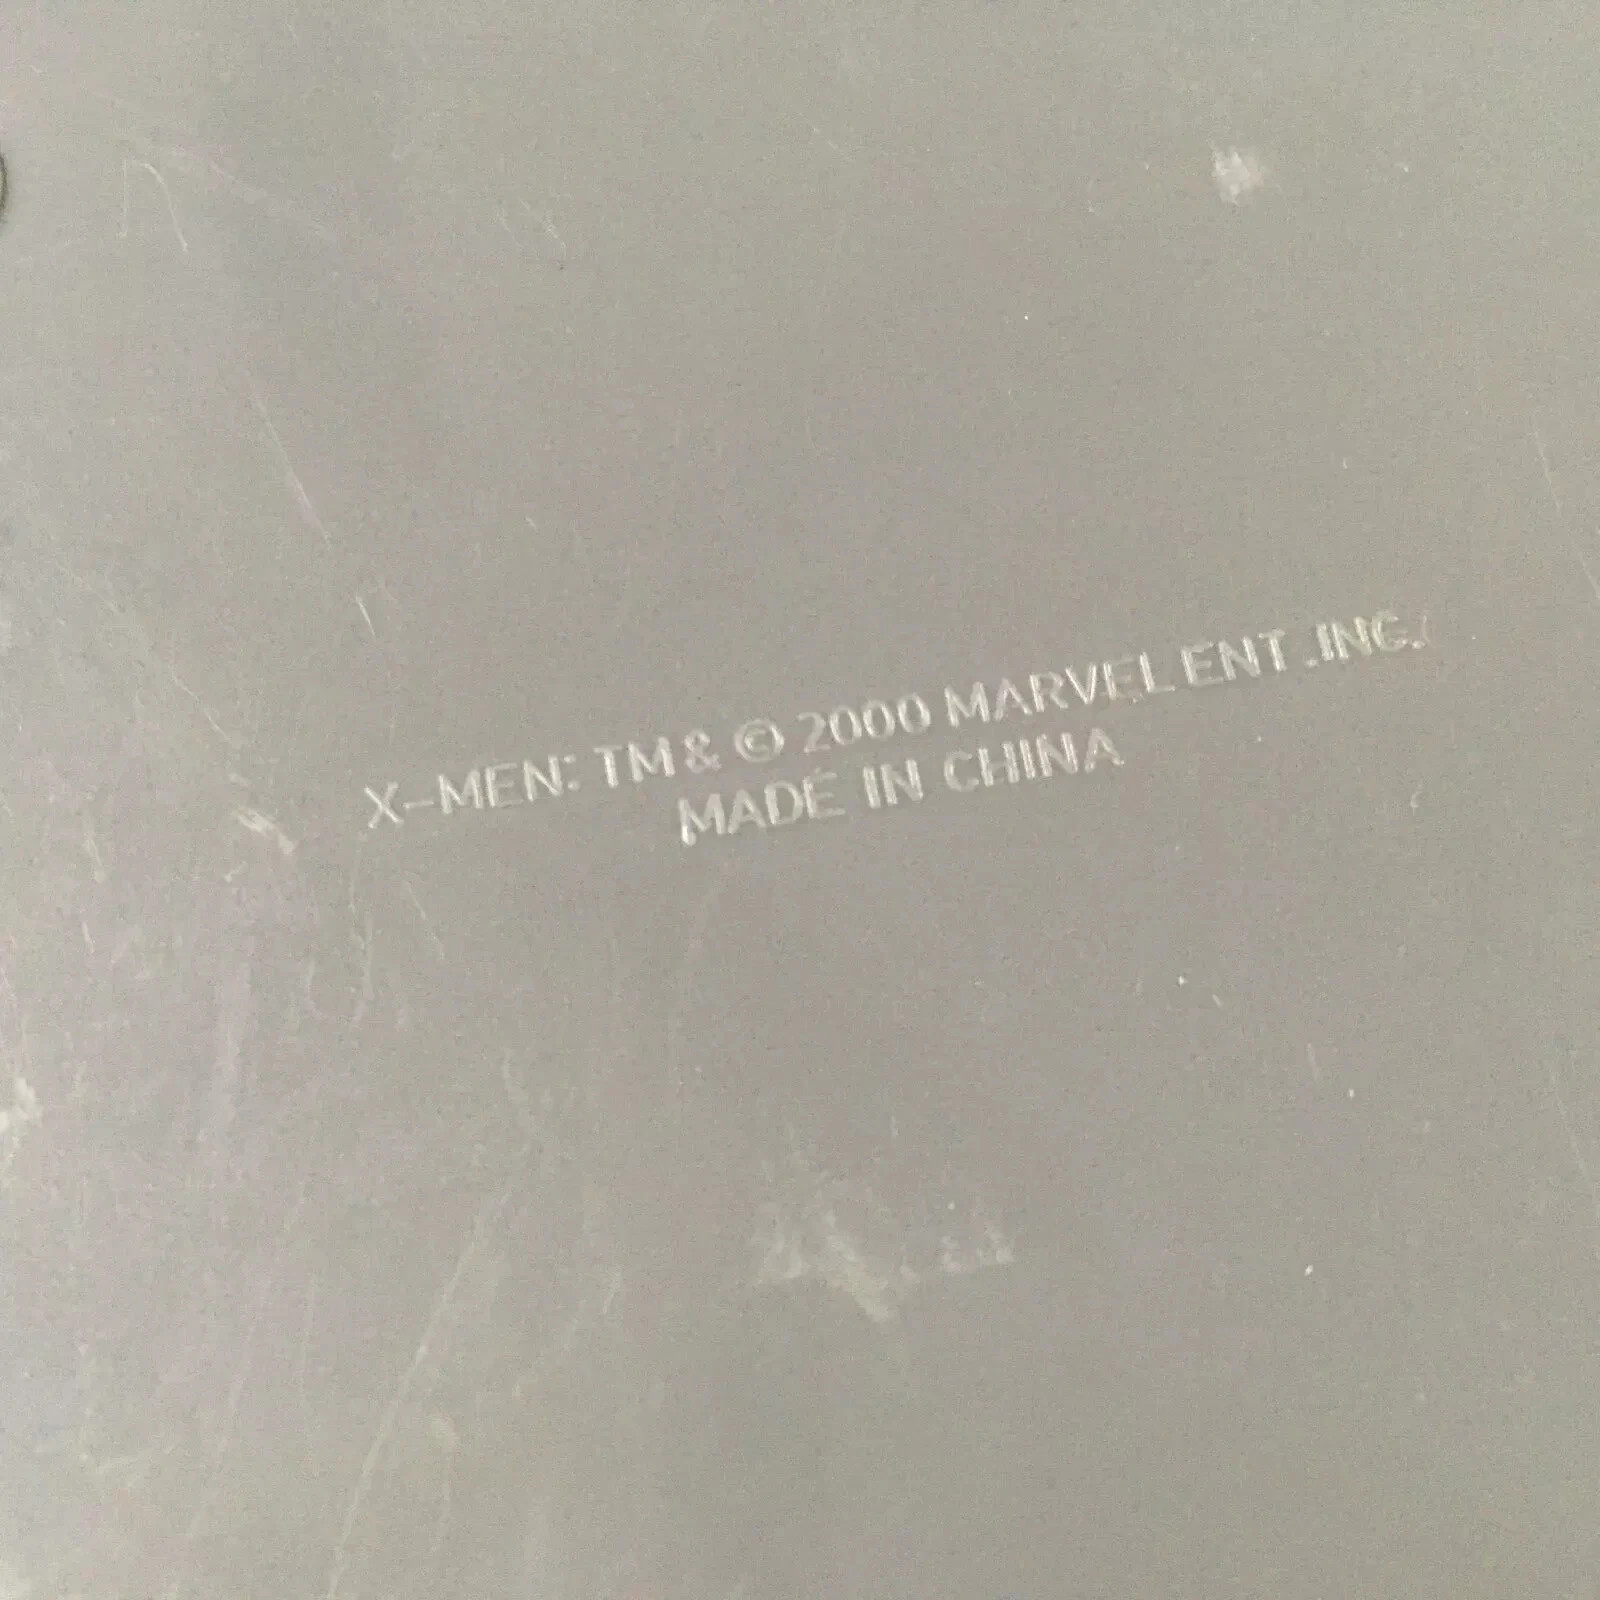 X-MEN: TM & © 2000 MARVEL ENT .INC.
MADE IN CHINA